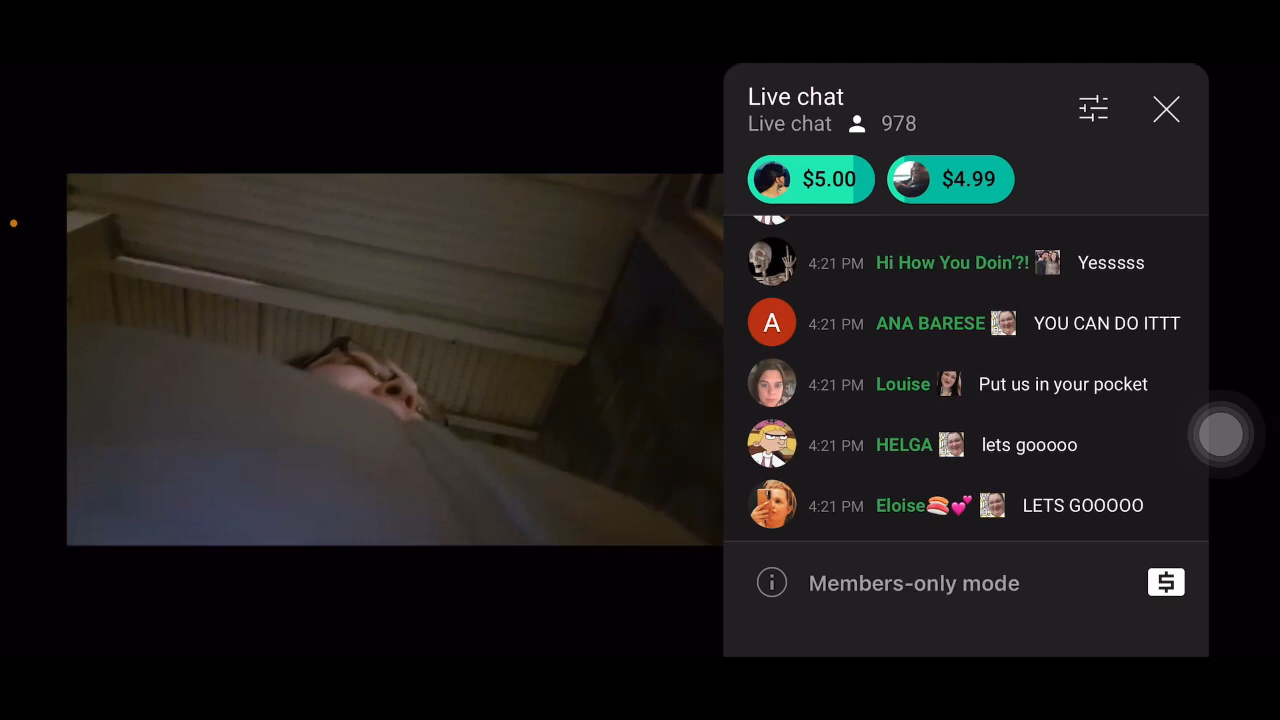 Live chat
Live chat 978
$5.00 $4.99
4:21 PM Hi How You Doin'?! Yesssss
A 4:21 PM ANA BARESE YOU CAN DO ITTT
4:21 PM Louise Put us in your pocket
4:21 PM HELGA lets gooooo
4:21 PM Eloise LETS GOOOOO
Members-only mode